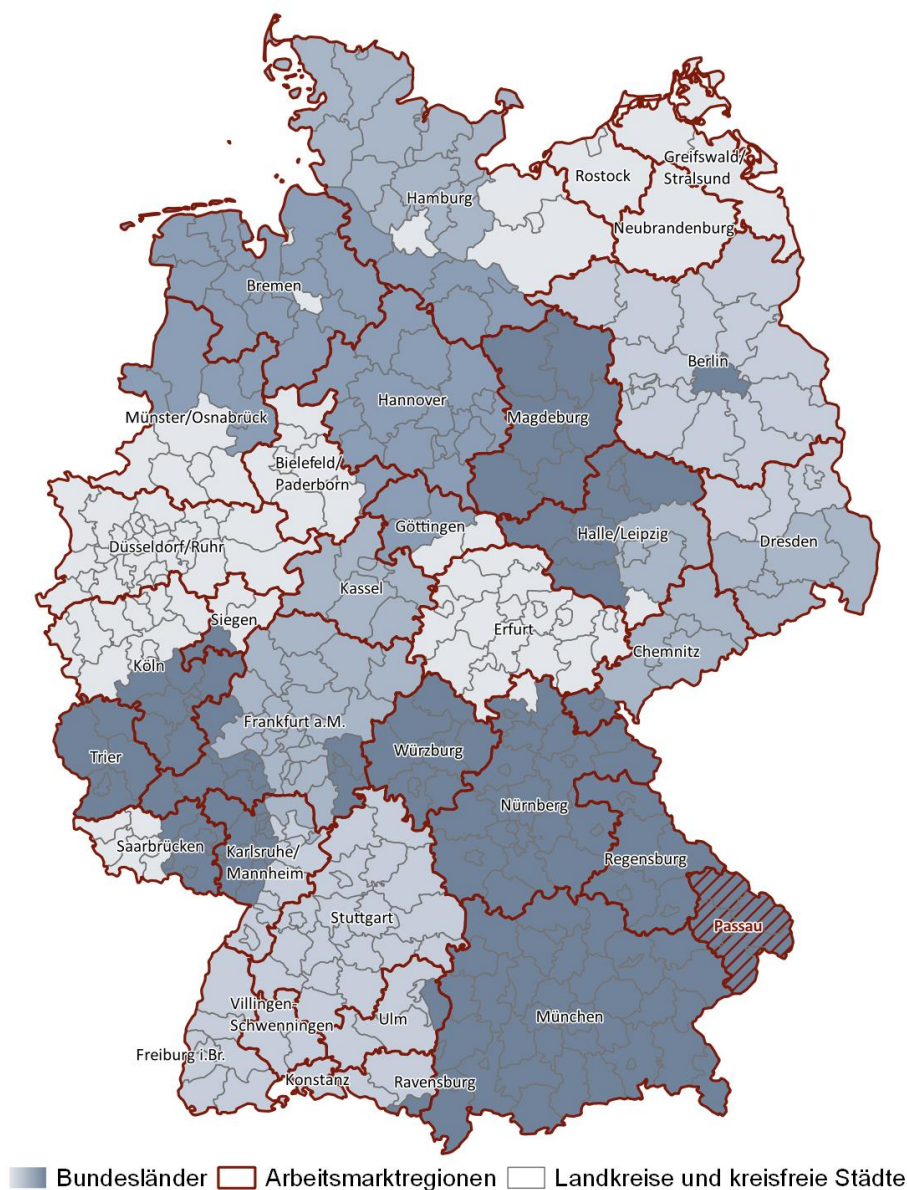 Greifswald/
Stralsund
Rostock
Hamburg
Neubrandenburg
Bremen
Berlin
Hannover
Münster/Osnabrück
Magdeburg
Bielefeld/
Paderborn
Göttingen
Halle/Leipzig
Düsseldorf/Ruhr
Dresden
Kassel
Siegen
Erfurt
Chemnitz
Köln
Frankfurt a.M.
Trier
Würzburg
Nürnberg
Saarbrücken
Karlsruhe/
Mannheim
Regensburg
Stuttgart
Passau
Villingen-
Schwenningen
Ulm
München
Freiburg i.Br.
Konstanz
Ravensburg
Bundesländer Arbeitsmarktregionen Landkreise und kreisfreie Städte